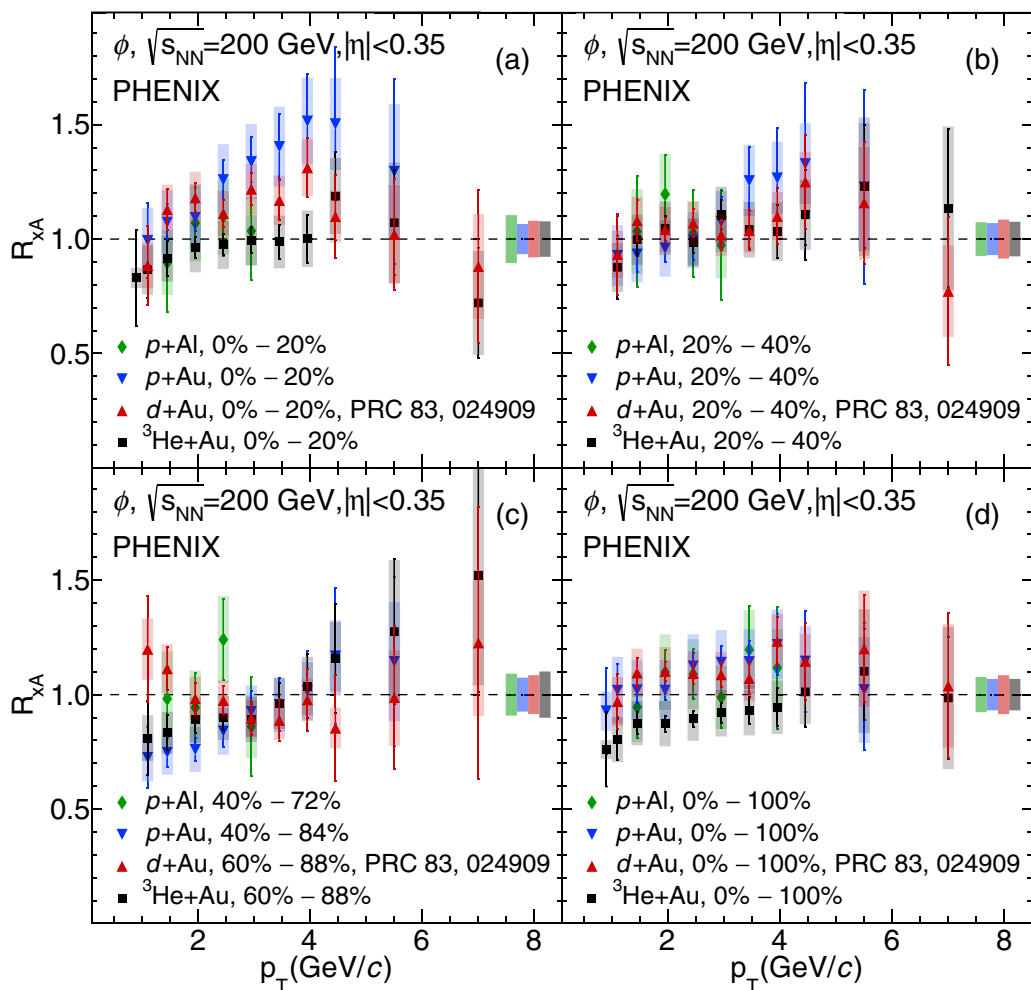 ϕ, √s_NN=200 GeV,|η|<0.35
(a)
PHENIX
R_xA
1.5
1.0
0.5
p+Al, 0% − 20%
p+Au, 0% − 20%
d+Au, 0% − 20%, PRC 83, 024909
³He+Au, 0% − 20%
ϕ, √s_NN=200 GeV,|η|<0.35
(b)
PHENIX
p+Al, 20% − 40%
p+Au, 20% − 40%
d+Au, 20% − 40%, PRC 83, 024909
³He+Au, 20% − 40%
ϕ, √s_NN=200 GeV,|η|<0.35
(c)
PHENIX
R_xA
1.5
1.0
0.5
p+Al, 40% − 72%
p+Au, 40% − 84%
d+Au, 60% − 88%, PRC 83, 024909
³He+Au, 60% − 88%
2 4 6 8
p_T(GeV/c)
ϕ, √s_NN=200 GeV,|η|<0.35
(d)
PHENIX
p+Al, 0% − 100%
p+Au, 0% − 100%
d+Au, 0% − 100%, PRC 83, 024909
³He+Au, 0% − 100%
2 4 6 8
p_T(GeV/c)